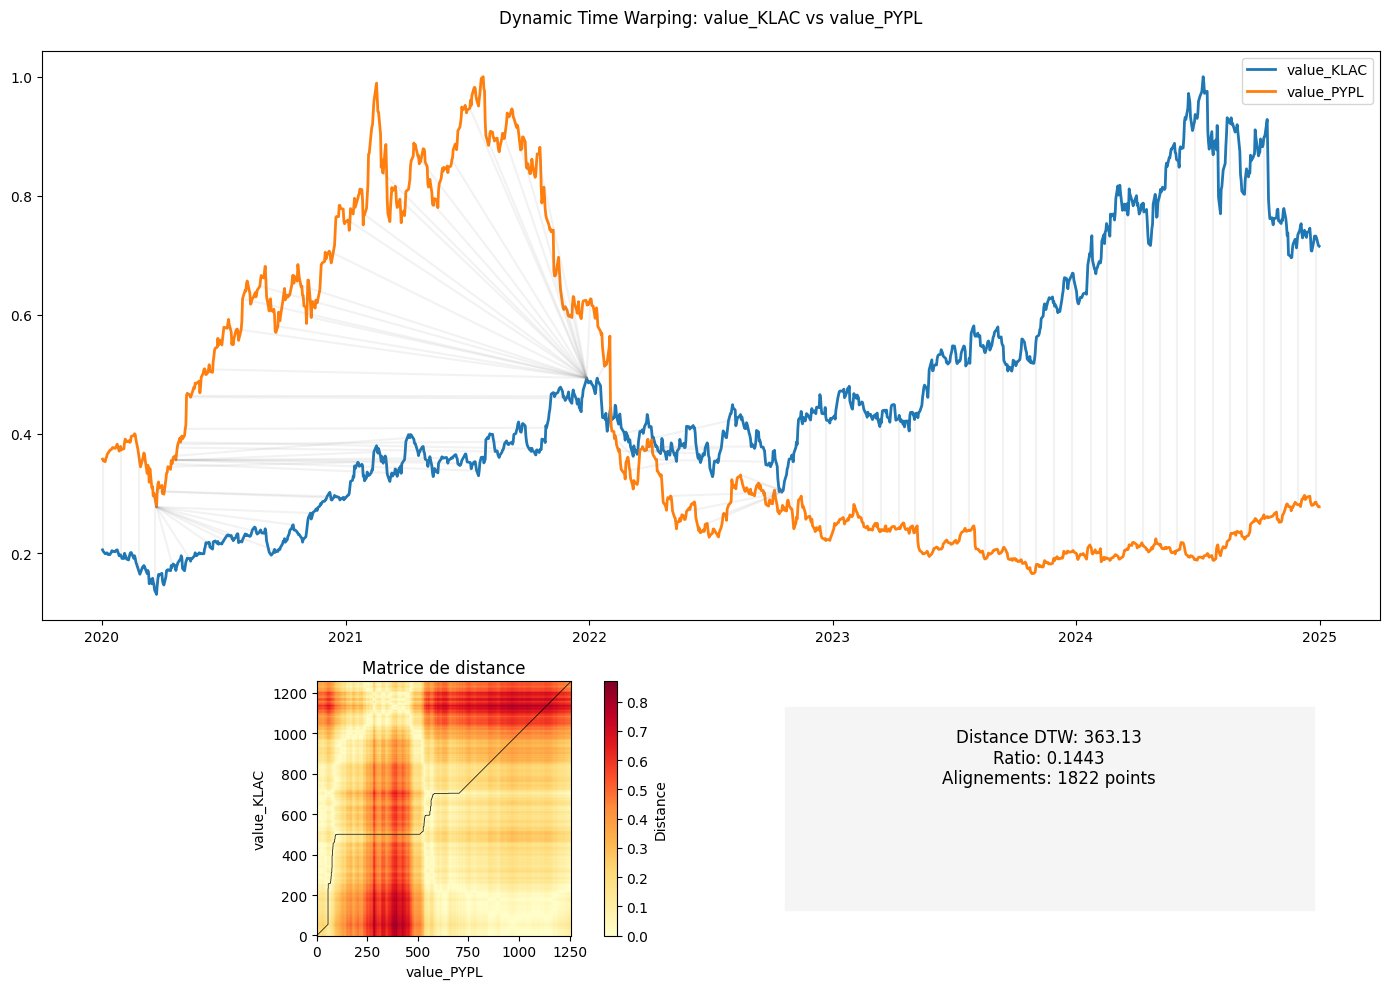 Dynamic Time Warping: value_KLAC vs value_PYPL
value_KLAC
value_PYPL
1.0
0.8
0.6
0.4
0.2
2020 2021 2022 2023 2024 2025
Matrice de distance
value_KLAC
1200
1000
800
600
400
200
0
0 250 500 750 1000 1250
value_PYPL
0.8
0.7
0.6
0.5
0.4
0.3
0.2
0.1
0.0
Distance
Distance DTW: 363.13
Ratio: 0.1443
Alignements: 1822 points